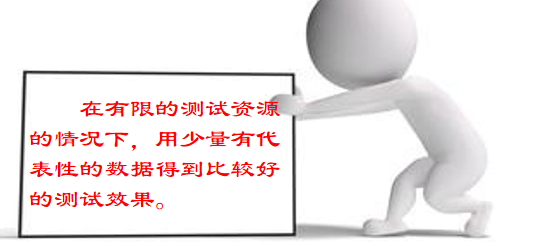 在有限的测试资源
的情况下，用少量有代
表性的数据得到比较好
的测试效果。